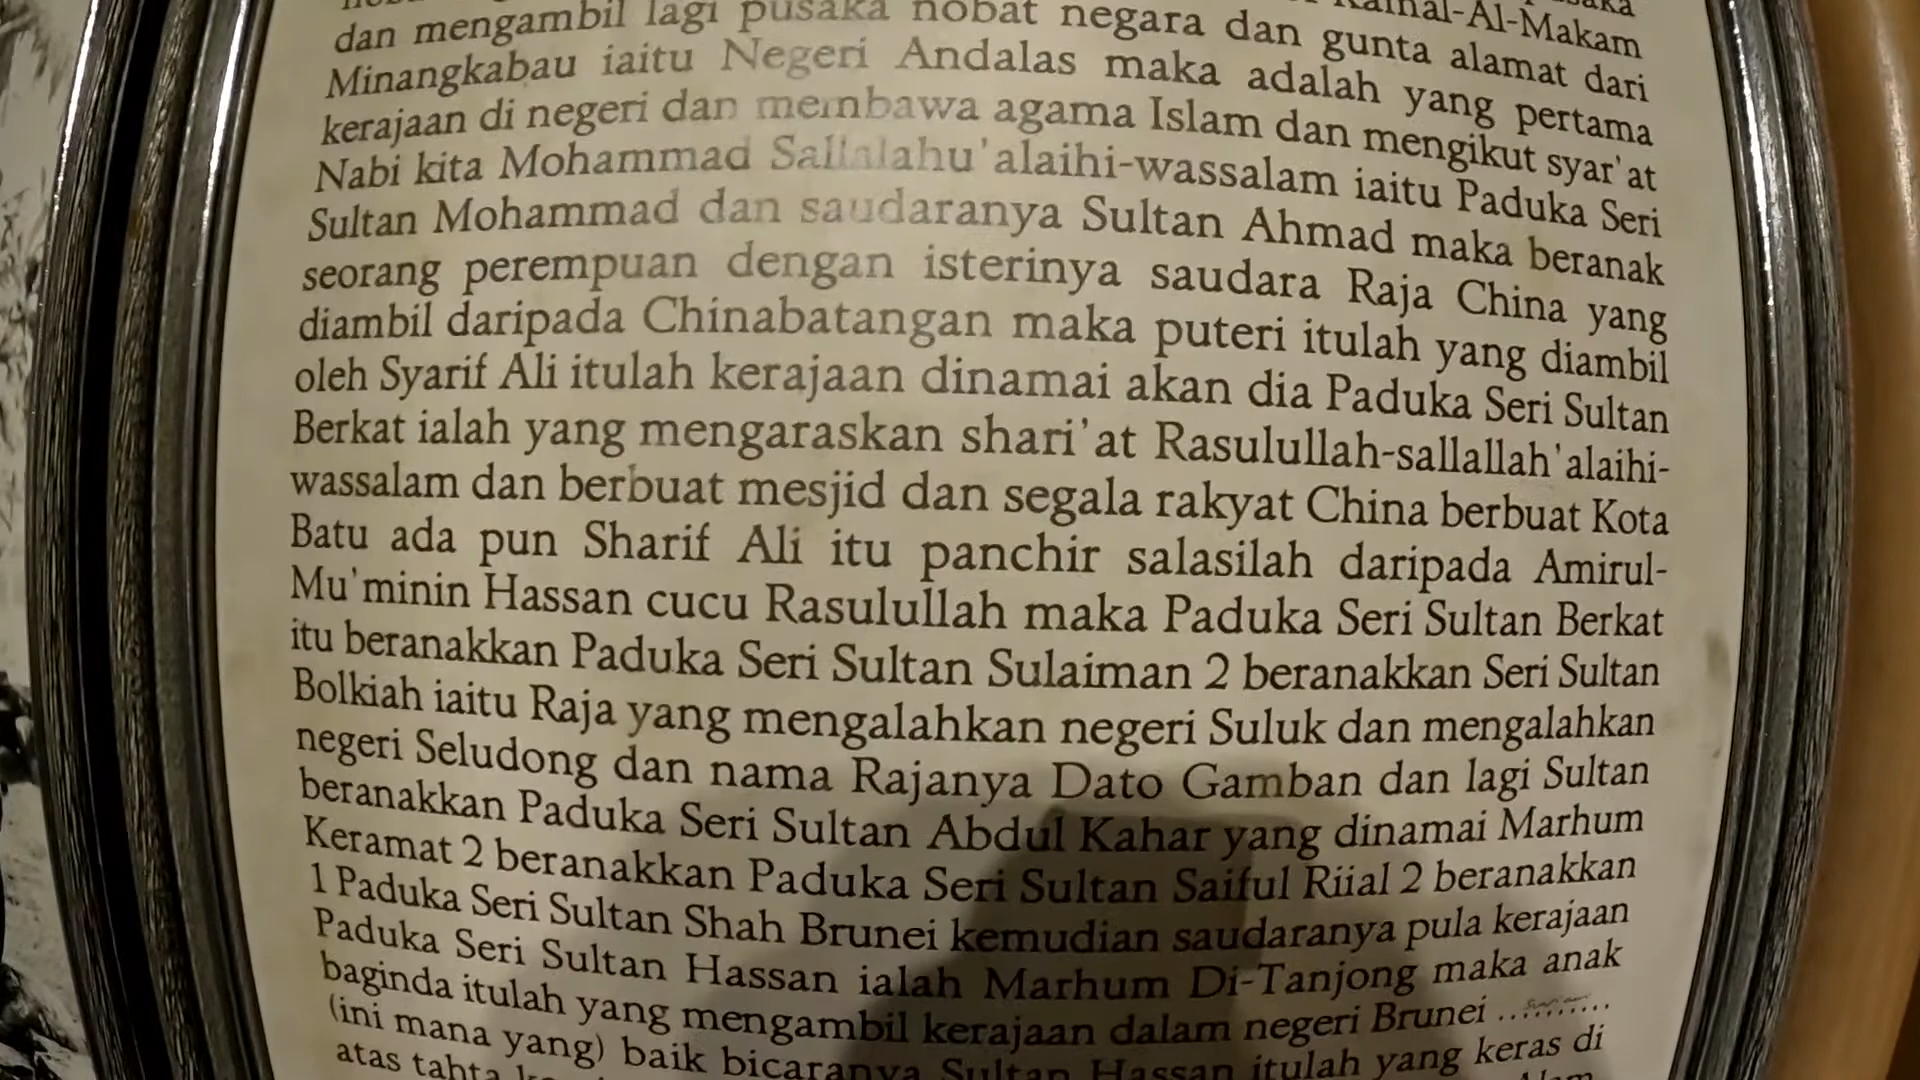 Kamal-Al-Makam
dan mengambil lagi pusaka nobat negara dan gunta alamat dari
Minangkabau iaitu Negeri Andalas maka adalah yang pertama
kerajaan di negeri dan membawa agama Islam dan mengikut syar'at
Nabi kita Mohammad Sallalahu'alaihi-wassalam iaitu Paduka Seri
Sultan Mohammad dan saudaranya Sultan Ahmad maka beranak
seorang perempuan dengan isterinya saudara Raja China yang
diambil daripada Chinabatangan maka puteri itulah yang diambil
oleh Syarif Ali itulah kerajaan dinamai akan dia Paduka Seri Sultan
Berkat ialah yang mengaraskan shari'at Rasulullah-sallallah'alaihi-
wassalam dan berbuat mesjid dan segala rakyat China berbuat Kota
Batu ada pun Sharif Ali itu panchir salasilah daripada Amirul-
Mu'minin Hassan cucu Rasulullah maka Paduka Seri Sultan Berkat
itu beranakkan Paduka Seri Sultan Sulaiman 2 beranakkan Seri Sultan
Bolkiah iaitu Raja yang mengalahkan negeri Suluk dan mengalahkan
negeri Seludong dan nama Rajanya Dato Gamban dan lagi Sultan
beranakkan Paduka Seri Sultan Abdul Kahar yang dinamai Marhum
Keramat 2 beranakkan Paduka Seri Sultan Saiful Riial 2 beranakkan
1 Paduka Seri Sultan Shah Brunei kemudian saudaranya pula kerajaan
Paduka Seri Sultan Hassan ialah Marhum Di-Tanjong maka anak
baginda itulah yang mengambil kerajaan dalam negeri Brunei ..........
(ini mana yang) baik bicaranya Sultan Hassan itulah yang keras di
atas tahta